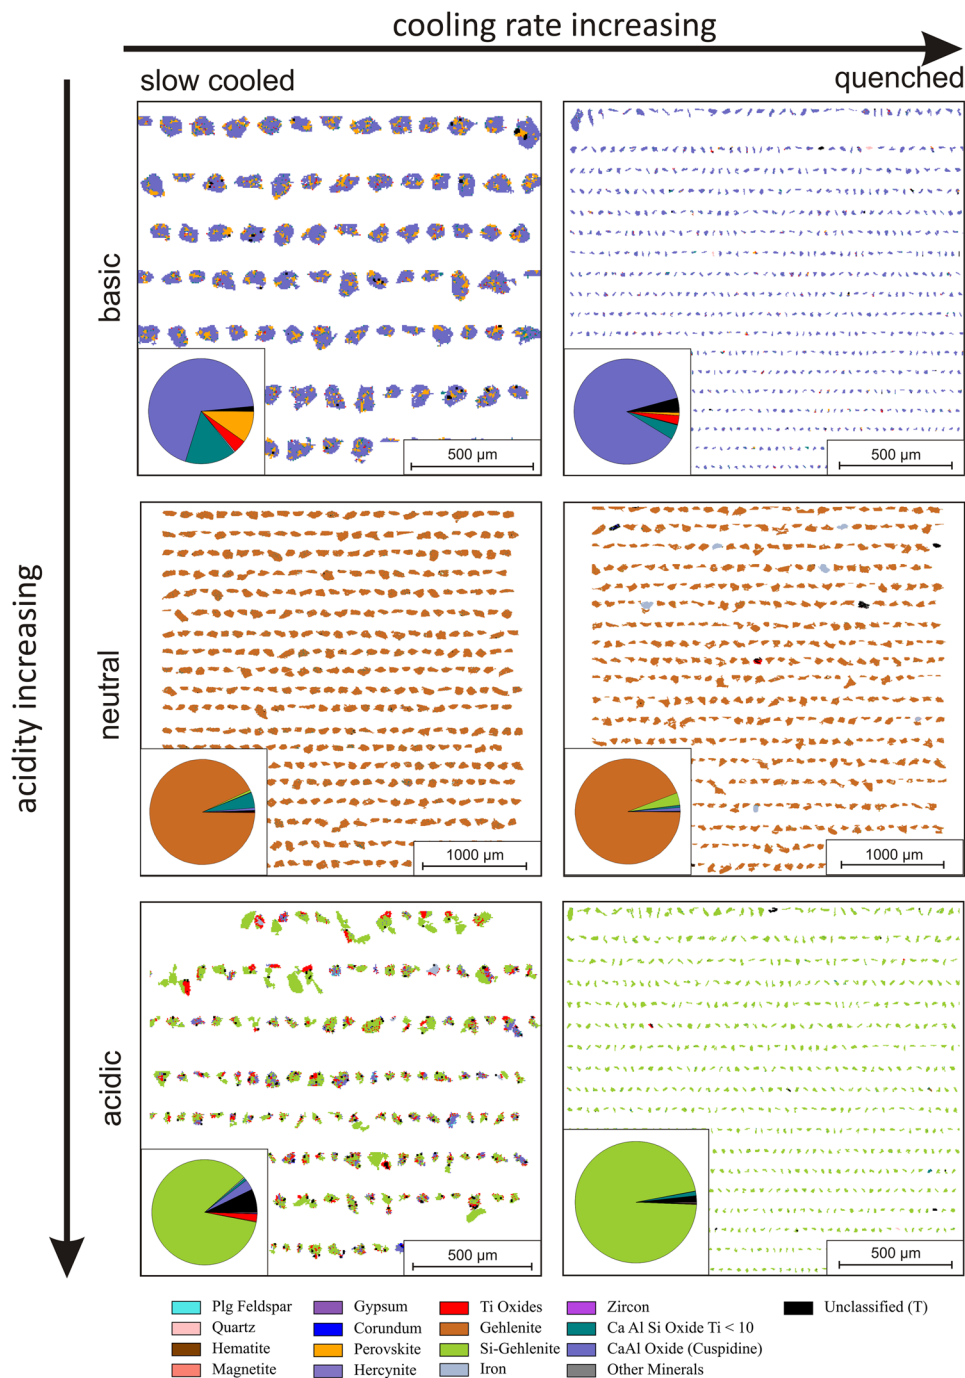 cooling rate increasing
slow cooled
quenched
acidity increasing
basic
500 µm
500 µm
neutral
1000 µm
1000 µm
acidic
500 µm
500 µm
Plg Feldspar
Quartz
Hematite
Magnetite
Gypsum
Corundum
Perovskite
Hercynite
Ti Oxides
Gehlenite
Si-Gehlenite
Iron
Zircon
Ca Al Si Oxide Ti < 10
CaAl Oxide (Cuspidine)
Other Minerals
Unclassified (T)